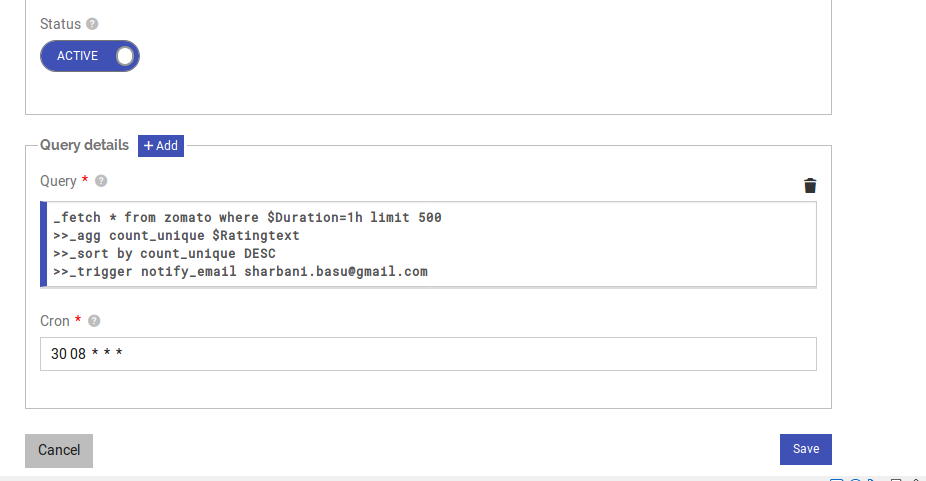 Status ?
ACTIVE
Query details + Add
Query * ?
_fetch * from zomato where $Duration=1h limit 500
>>_agg count_unique $Ratingtext
>>_sort by count_unique DESC
>>_trigger notify_email sharbani.basu@gmail.com
Cron * ?
30 08 * * *
Cancel
Save